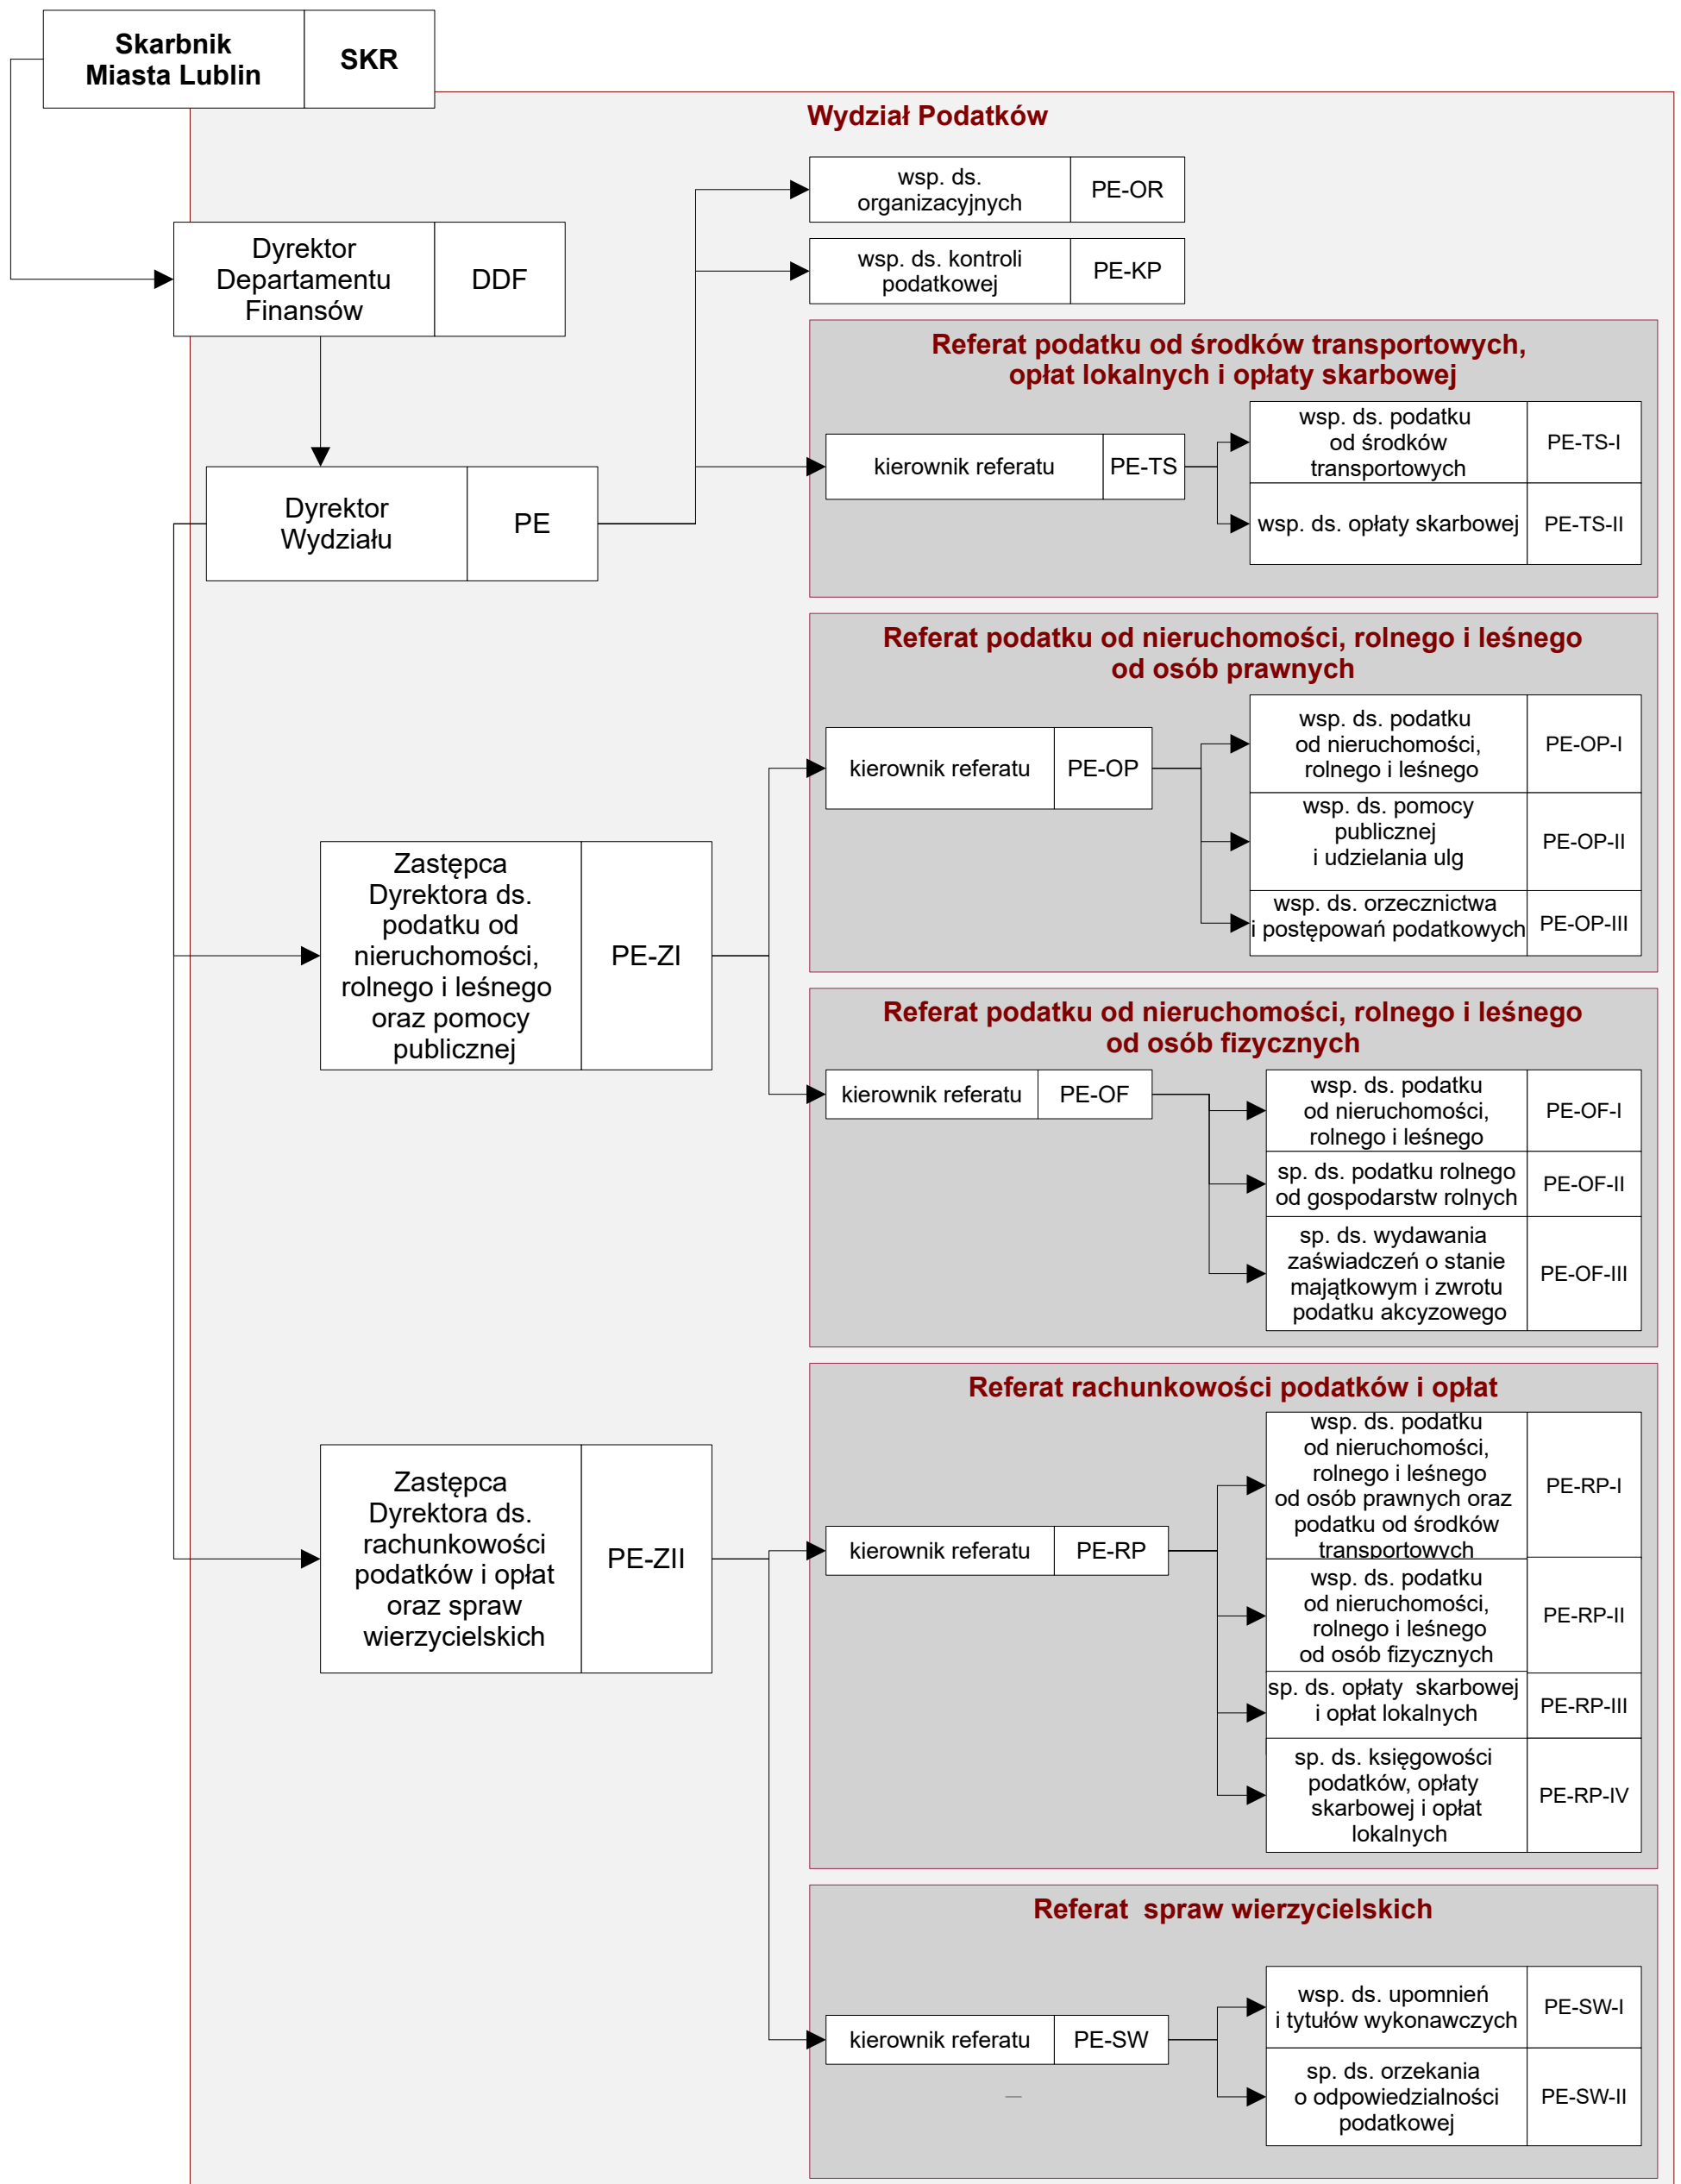 Skarbnik
Miasta Lublin
SKR
Wydział Podatków
wsp. ds.
organizacyjnych
PE-OR
wsp. ds. kontroli
podatkowej
PE-KP
Dyrektor
Departamentu
Finansów
DDF
Referat podatku od środków transportowych,
opłat lokalnych i opłaty skarbowej
kierownik referatu
PE-TS
wsp. ds. podatku
od środków
transportowych
PE-TS-I
wsp. ds. opłaty skarbowej
PE-TS-II
Dyrektor
Wydziału
PE
Referat podatku od nieruchomości, rolnego i leśnego
od osób prawnych
kierownik referatu
PE-OP
wsp. ds. podatku
od nieruchomości,
rolnego i leśnego
PE-OP-I
wsp. ds. pomocy
publicznej
i udzielania ulg
PE-OP-II
wsp. ds. orzecznictwa
i postępowań podatkowych
PE-OP-III
Zastępca
Dyrektora ds.
podatku od
nieruchomości,
rolnego i leśnego
oraz pomocy
publicznej
PE-ZI
Referat podatku od nieruchomości, rolnego i leśnego
od osób fizycznych
kierownik referatu
PE-OF
wsp. ds. podatku
od nieruchomości,
rolnego i leśnego
PE-OF-I
sp. ds. podatku rolnego
od gospodarstw rolnych
PE-OF-II
sp. ds. wydawania
zaświadczeń o stanie
majątkowym i zwrotu
podatku akcyzowego
PE-OF-III
Referat rachunkowości podatków i opłat
Zastępca
Dyrektora ds.
rachunkowości
podatków i opłat
oraz spraw
wierzycielskich
PE-ZII
kierownik referatu
PE-RP
wsp. ds. podatku
od nieruchomości,
rolnego i leśnego
od osób prawnych oraz
podatku od środków
transportowych
PE-RP-I
wsp. ds. podatku
od nieruchomości,
rolnego i leśnego
od osób fizycznych
PE-RP-II
sp. ds. opłaty  skarbowej
i opłat lokalnych
PE-RP-III
sp. ds. księgowości
podatków, opłaty
skarbowej i opłat
lokalnych
PE-RP-IV
Referat  spraw wierzycielskich
kierownik referatu
PE-SW
wsp. ds. upomnień
i tytułów wykonawczych
PE-SW-I
sp. ds. orzekania
o odpowiedzialności
podatkowej
PE-SW-II